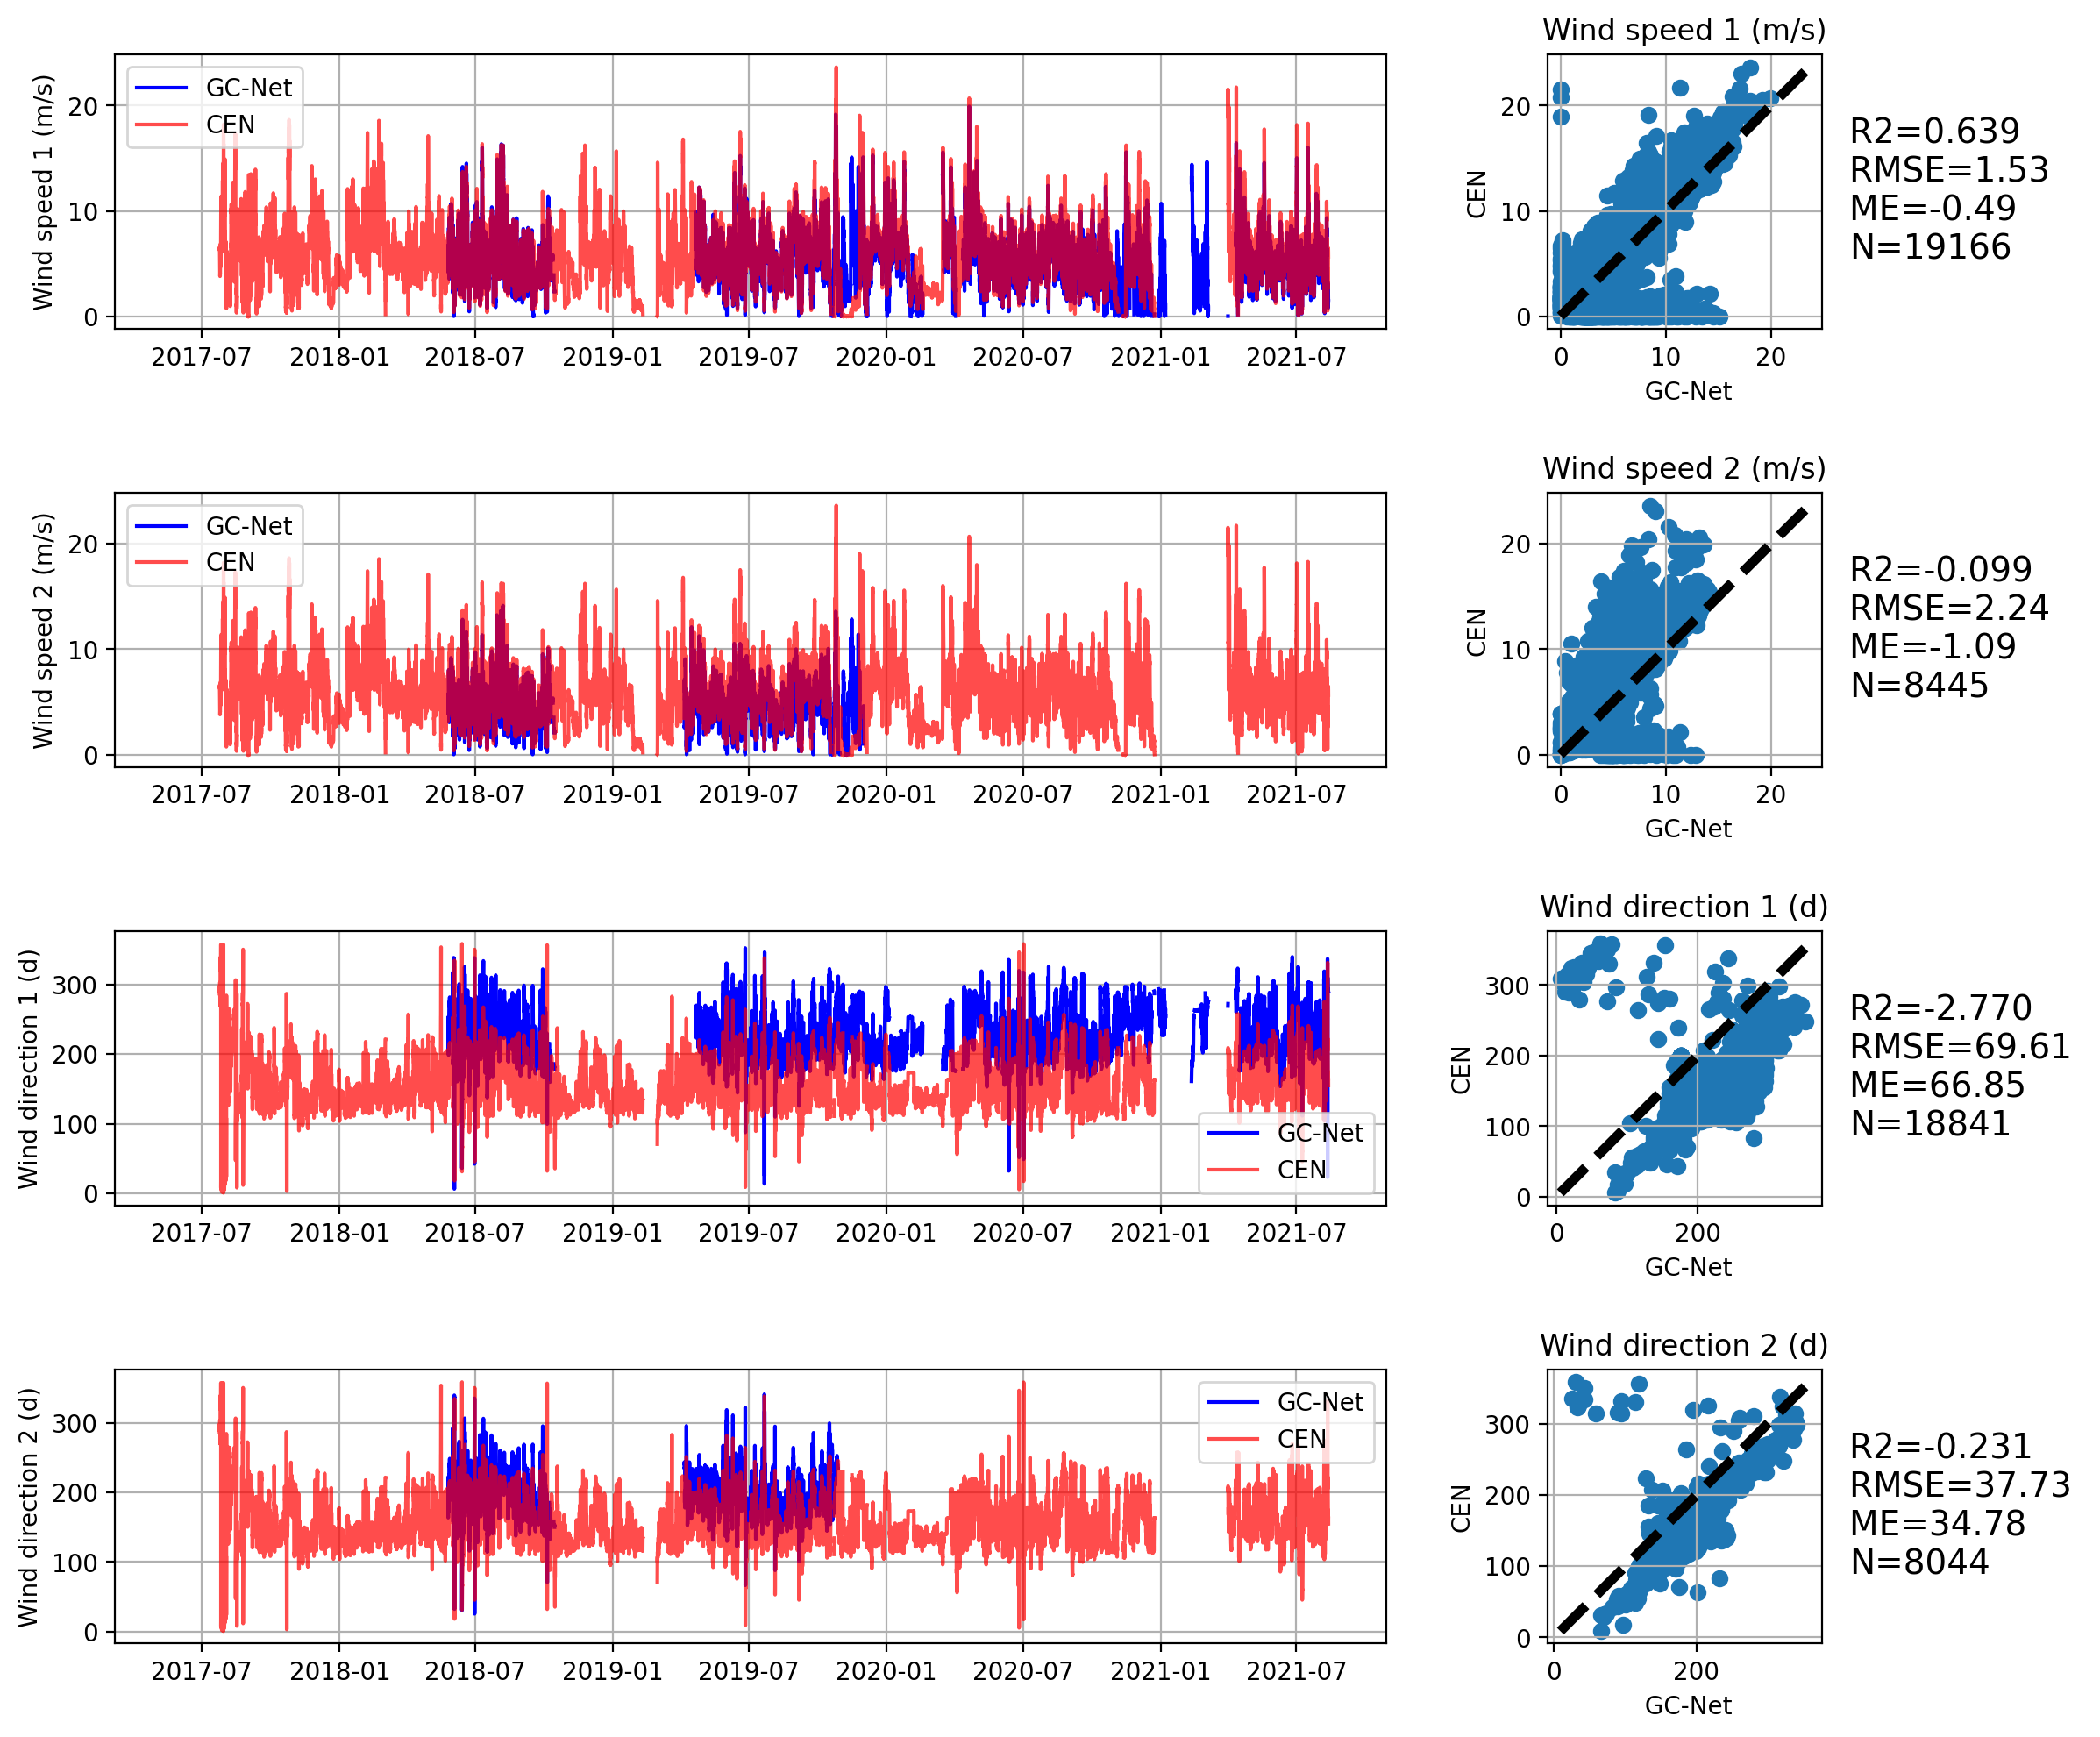 Wind speed 1 (m/s)
Wind speed 1 (m/s)
20
10
0
GC-Net
CEN
2017-07 2018-01 2018-07 2019-01 2019-07 2020-01 2020-07 2021-01 2021-07
CEN
20
10
0
0 10 20
GC-Net
R2=0.639
RMSE=1.53
ME=-0.49
N=19166
Wind speed 2 (m/s)
Wind speed 2 (m/s)
20
10
0
GC-Net
CEN
2017-07 2018-01 2018-07 2019-01 2019-07 2020-01 2020-07 2021-01 2021-07
CEN
20
10
0
0 10 20
GC-Net
R2=-0.099
RMSE=2.24
ME=-1.09
N=8445
Wind direction 1 (d)
Wind direction 1 (d)
300
200
100
0
GC-Net
CEN
2017-07 2018-01 2018-07 2019-01 2019-07 2020-01 2020-07 2021-01 2021-07
CEN
300
200
100
0
0 200
GC-Net
R2=-2.770
RMSE=69.61
ME=66.85
N=18841
Wind direction 2 (d)
Wind direction 2 (d)
300
200
100
0
GC-Net
CEN
2017-07 2018-01 2018-07 2019-01 2019-07 2020-01 2020-07 2021-01 2021-07
CEN
300
200
100
0
0 200
GC-Net
R2=-0.231
RMSE=37.73
ME=34.78
N=8044